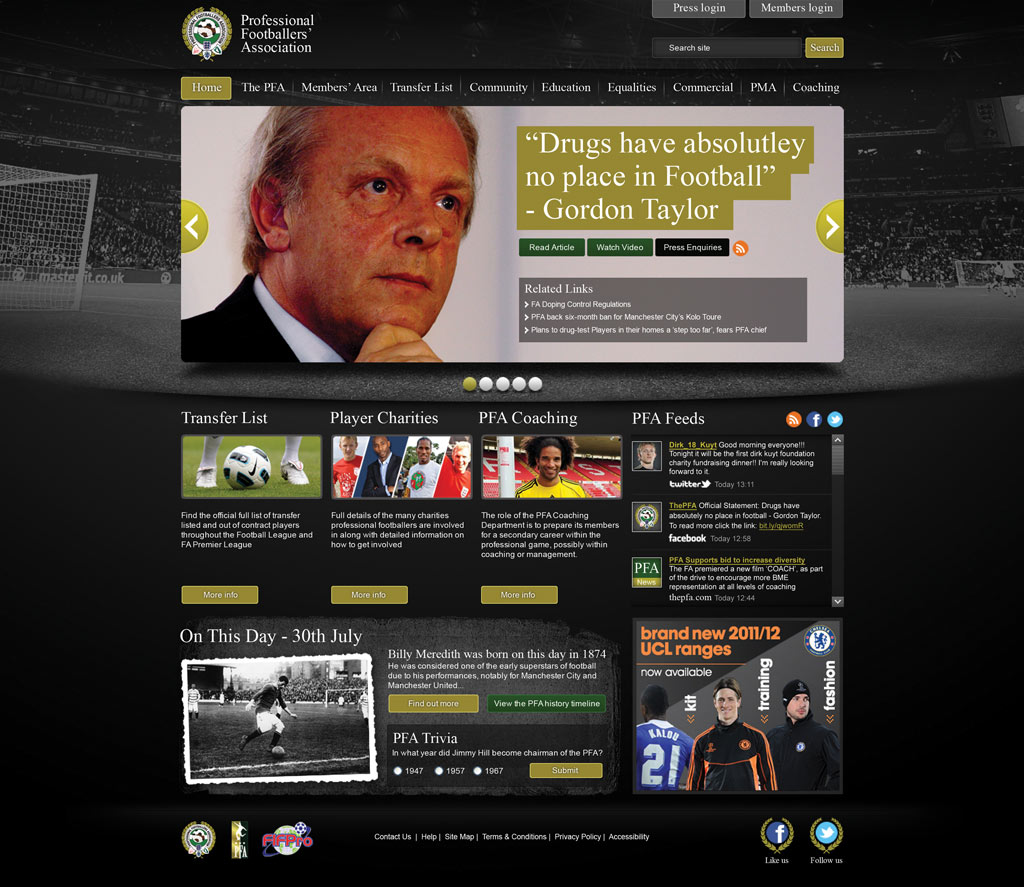 Professional
Footballers'
Association
Press login
Members login
Search site
Search
Home
The PFA
Members' Area
Transfer List
Community
Education
Equalities
Commercial
PMA
Coaching
masterfit.co.uk
“Drugs have absolutley
no place in Football”
- Gordon Taylor
Read Article
Watch Video
Press Enquiries
Related Links
FA Doping Control Regulations
PFA back six-month ban for Manchester City's Kolo Toure
Plans to drug-test Players in their homes a 'step too far', fears PFA chief
Transfer List
Find the official full list of transfer
listed and out of contract players
throughout the Football League and
FA Premier League
More info
Player Charities
Full details of the many charities
professional footballers are involved
in along with detailed information on
how to get involved
More info
PFA Coaching
The role of the PFA Coaching
Department is to prepare its members
for a secondary career within the
professional game, possibly within
coaching or management.
More info
PFA Feeds
Dirk_18_Kuyt Good morning everyone!!!
Tonight it will be the first dirk kuyt foundation
charity fundraising dinner!! I'm really looking
forward to it.
twitter Today 13:11
ThePFA Official Statement: Drugs have
absolutley no place in football - Gordon Taylor.
To read more click the link: bit.ly/qjwomR
facebook Today 12:58
PFA
News
PFA Supports bid to increase diversity
The FA premiered a new film 'COACH', as part
of the drive to encourage more BME
representation at all levels of coaching
thepfa.com Today 12:44
On This Day - 30th July
Billy Meredith was born on this day in 1874
He was considered one of the early superstars of football
due to his performances, notably for Manchester City and
Manchester United...
Find out more
View the PFA history timeline
PFA Trivia
In what year did Jimmy Hill become chairman of the PFA?
1947
1957
1967
Submit
brand new 2011/12
UCL ranges
now available
kit
training
fashion
KALOU
21
FIFPro
Contact Us | Help | Site Map | Terms & Conditions | Privacy Policy | Accessibility
Like us
Follow us